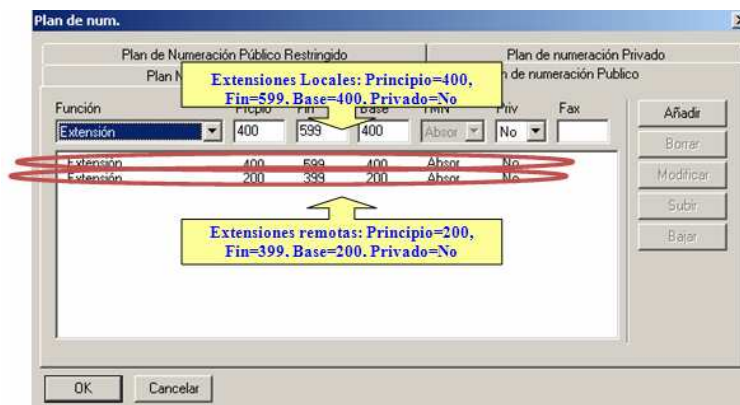 Plan de num.
Plan de Numeración Público Restringido
Plan de numeración Privado
Plan N
n de numeración Publico
Extensiones Locales: Principio=400,
Fin=599. Base=400. Privado=No
Función Fin Base Priv Fax
Extensión 400 599 400 Absor No
Extensión 400 599 400 Absor No
Extensión 200 399 200 Absor No
Extensiones remotas: Principio=200,
Fin=399. Base=200. Privado=No
Añadir
Borrar
Modificar
Subir
Bajar
OK Cancelar